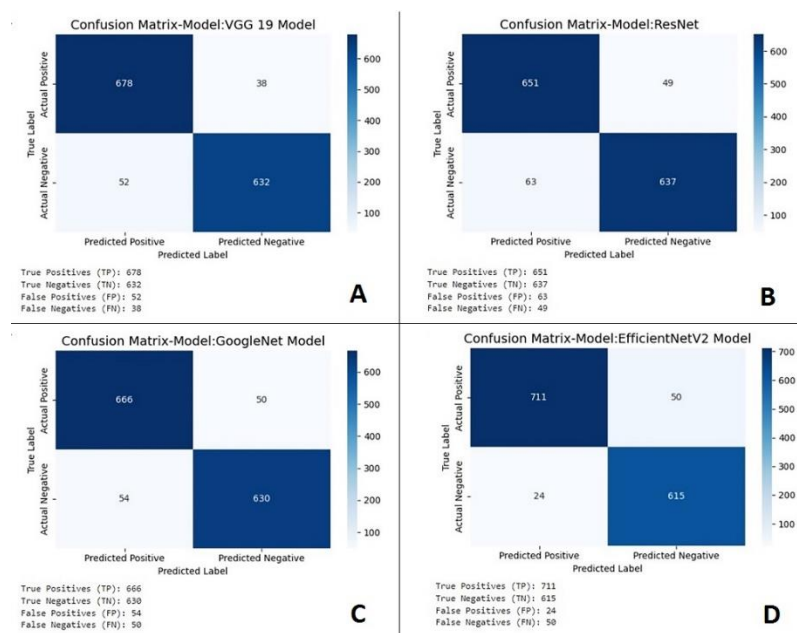 Confusion Matrix-Model:VGG 19 Model
True Label
Actual Positive
Actual Negative
678
38
52
632
600
500
400
300
200
100
Predicted Positive
Predicted Negative
Predicted Label
True Positives (TP): 678
True Negatives (TN): 632
False Positives (FP): 52
False Negatives (FN): 38
A
Confusion Matrix-Model:ResNet
True Label
Actual Positive
Actual Negative
651
49
63
637
600
500
400
300
200
100
Predicted Positive
Predicted Negative
Predicted Label
True Positives (TP): 651
True Negatives (TN): 637
False Positives (FP): 63
False Negatives (FN): 49
B
Confusion Matrix-Model:GoogleNet Model
True Label
Actual Positive
Actual Negative
666
50
54
630
600
500
400
300
200
100
Predicted Positive
Predicted Negative
Predicted Label
True Positives (TP): 666
True Negatives (TN): 630
False Positives (FP): 54
False Negatives (FN): 50
C
Confusion Matrix-Model:EfficientNetV2 Model
True Label
Actual Positive
Actual Negative
711
50
24
615
700
600
500
400
300
200
100
Predicted Positive
Predicted Negative
Predicted Label
True Positives (TP): 711
True Negatives (TN): 615
False Positives (FP): 24
False Negatives (FN): 50
D